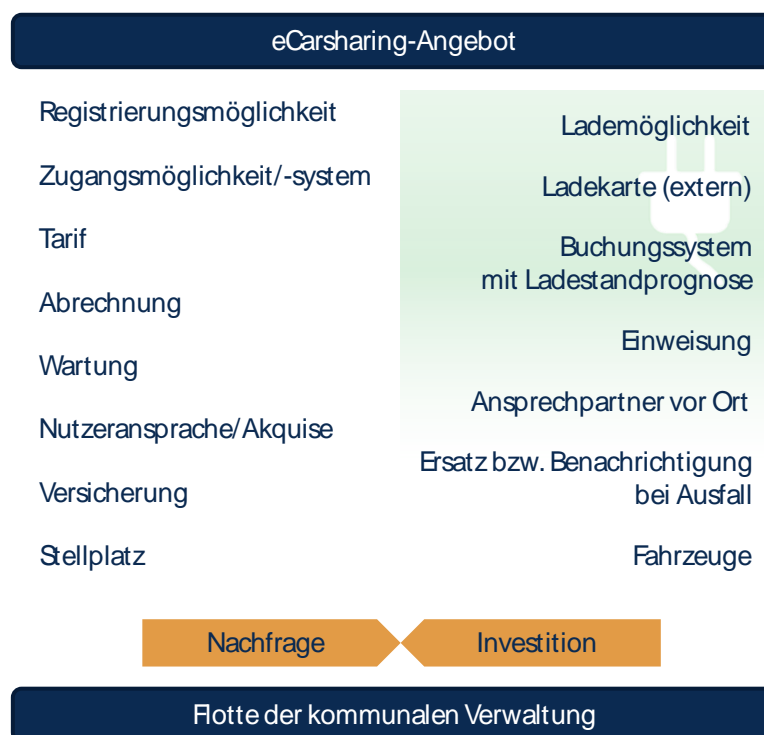 eCarsharing-Angebot
Registrierungsmöglichkeit
Zugangsmöglichkeit/-system
Tarif
Abrechnung
Wartung
Nutzeransprache/Akquise
Versicherung
Stellplatz
Lademöglichkeit
Ladekarte (extern)
Buchungssystem
mit Ladestandprognose
Einweisung
Ansprechpartner vor Ort
Ersatz bzw. Benachrichtigung
bei Ausfall
Fahrzeuge
Nachfrage
Investition
Flotte der kommunalen Verwaltung